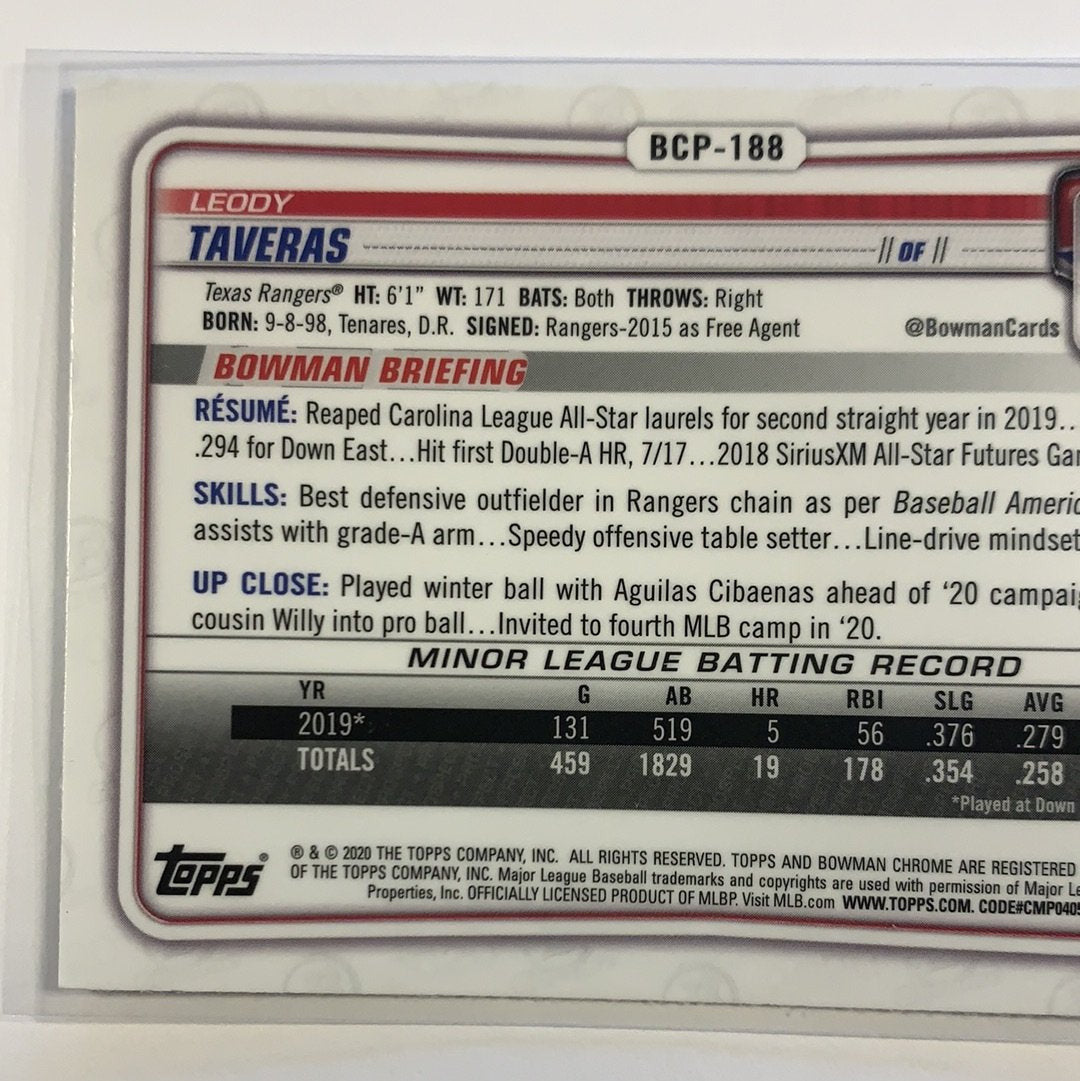 BCP-188
LEODY
TAVERAS // OF //
Texas Rangers® HT: 6'1" WT: 171 BATS: Both THROWS: Right
BORN: 9-8-98, Tenares, D.R. SIGNED: Rangers-2015 as Free Agent @BowmanCards
BOWMAN BRIEFING
RÉSUMÉ: Reaped Carolina League All-Star laurels for second straight year in 2019...
.294 for Down East...Hit first Double-A HR, 7/17...2018 SiriusXM All-Star Futures
SKILLS: Best defensive outfielder in Rangers chain as per Baseball
assists with grade-A arm...Speedy offensive table setter...Line-drive mindset
UP CLOSE: Played winter ball with Aguilas Cibaenas ahead of '20
cousin Willy into pro ball...Invited to fourth MLB camp in '20.
MINOR LEAGUE BATTING RECORD
YR G AB HR RBI SLG AVG
2019* 131 519 5 56 .376 .279
TOTALS 459 1829 19 178 .354 .258
*Played at Down
Topps® ® & © 2020 THE TOPPS COMPANY, INC. ALL RIGHTS RESERVED. TOPPS AND BOWMAN CHROME ARE REGISTERED
OF THE TOPPS COMPANY, INC. Major League Baseball trademarks and copyrights are used with permission of Major
Properties, Inc. OFFICIALLY LICENSED PRODUCT OF MLBP. Visit MLB.com WWW.TOPPS.COM. CODE#CMP0405